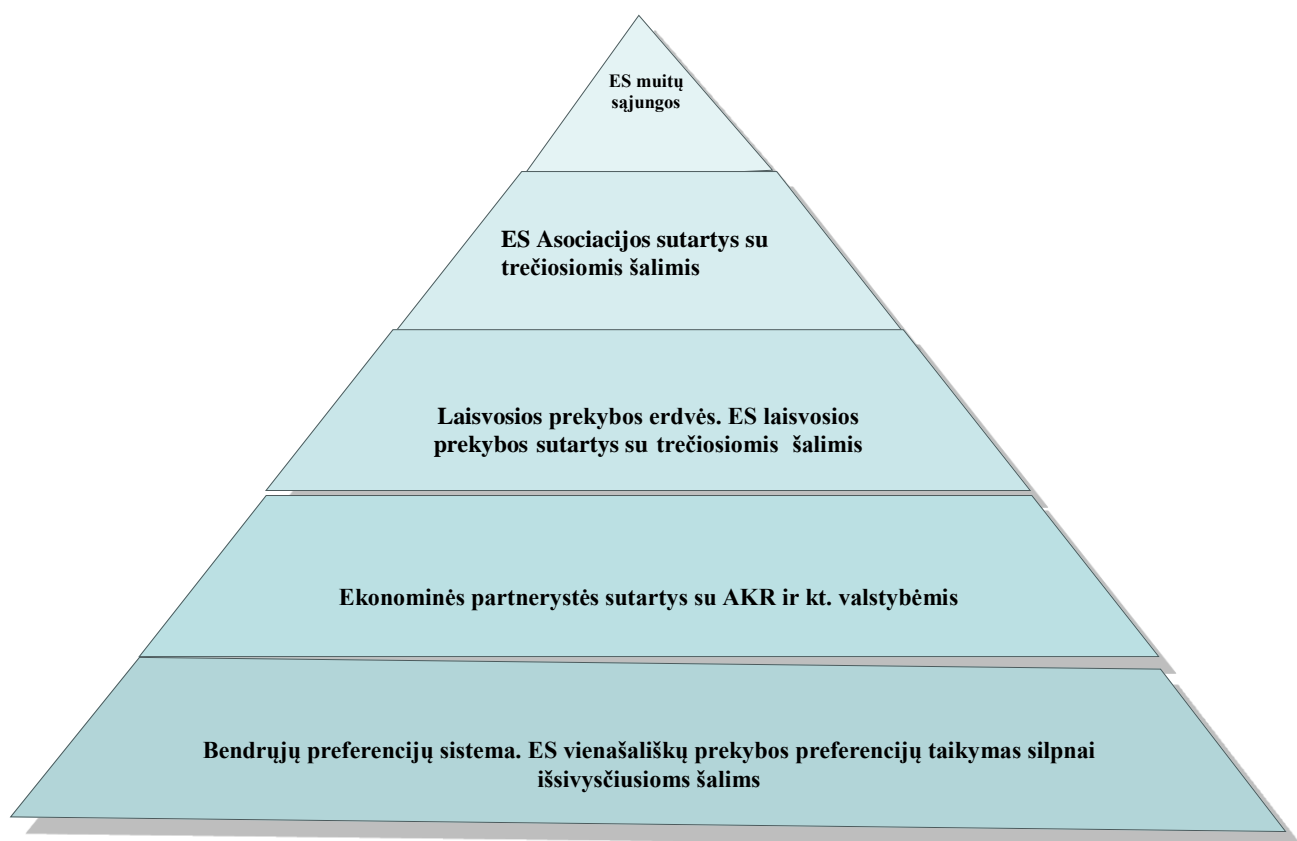 ES muitų
sąjungos
ES Asociacijos sutartys su
trečiosiomis šalimis
Laisvosios prekybos erdvės. ES laisvosios
prekybos sutartys su trečiosiomis šalimis
Ekonominės partnerystės sutartys su AKR ir kt. valstybėmis
Bendrųjų preferencijų sistema. ES vienašališkų prekybos preferencijų taikymas silpnai
išsivysčiusioms šalims